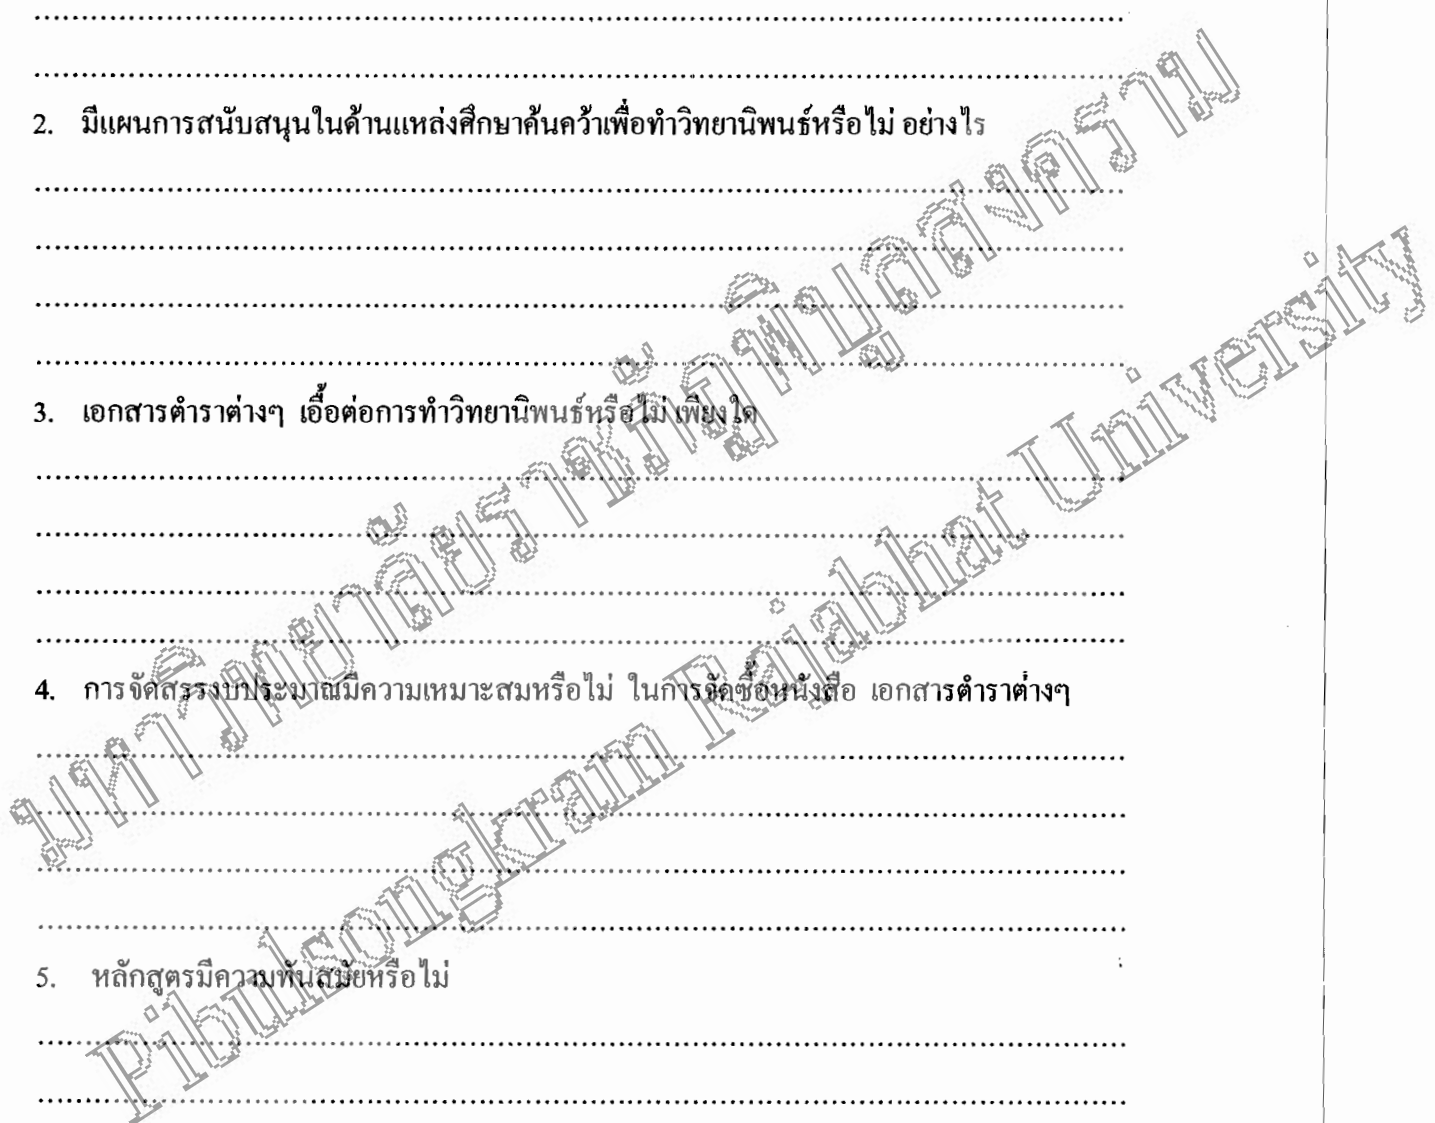 ........................................................................
........................................................................
2. มีแผนการสนับสนุนในด้านแหล่งศึกษาค้นคว้าเพื่อทำวิทยานิพนธ์หรือไม่ อย่างไร
........................................................................
........................................................................
........................................................................
........................................................................
3. เอกสารตำราต่างๆ เอื้อต่อการทำวิทยานิพนธ์หรือไม่ เพียงใด
........................................................................
........................................................................
........................................................................
........................................................................
4. การจัดสรรงบประมาณมีความเหมาะสมหรือไม่ ในการจัดซื้อหนังสือ เอกสารตำราต่างๆ
........................................................................
........................................................................
........................................................................
........................................................................
5. หลักสูตรมีความทันสมัยหรือไม่
........................................................................
........................................................................
มหาวิทยาลัยราชภัฏพิบูลสงคราม
Pibulsongkram Rajabhat University